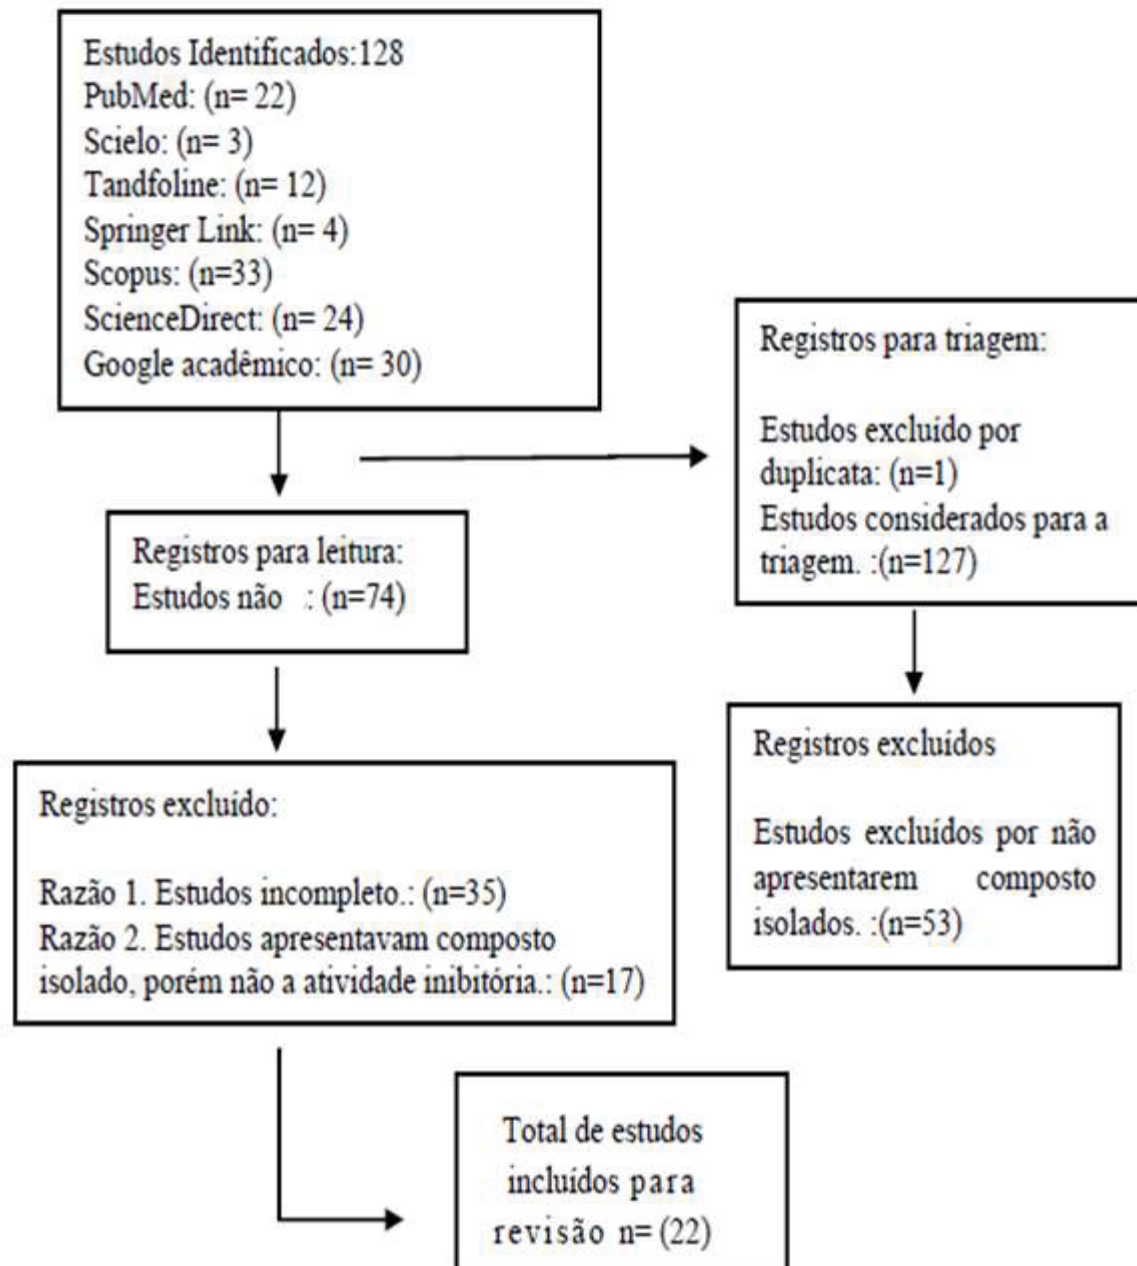 Estudos Identificados:128
PubMed: (n= 22)
Scielo: (n= 3)
Tandfoline: (n= 12)
Springer Link: (n= 4)
Scopus: (n=33)
ScienceDirect: (n= 24)
Google acadêmico: (n= 30)
Registros para triagem:
Estudos excluído por
duplicata: (n=1)
Estudos considerados para a
triagem. :(n=127)
Registros para leitura:
Estudos não : (n=74)
Registros excluídos
Estudos excluídos por não
apresentarem composto
isolados. :(n=53)
Registros excluído:
Razão 1. Estudos incompleto.: (n=35)
Razão 2. Estudos apresentavam composto
isolado, porém não a atividade inibitória.: (n=17)
Total de estudos
incluídos para
revisão n= (22)